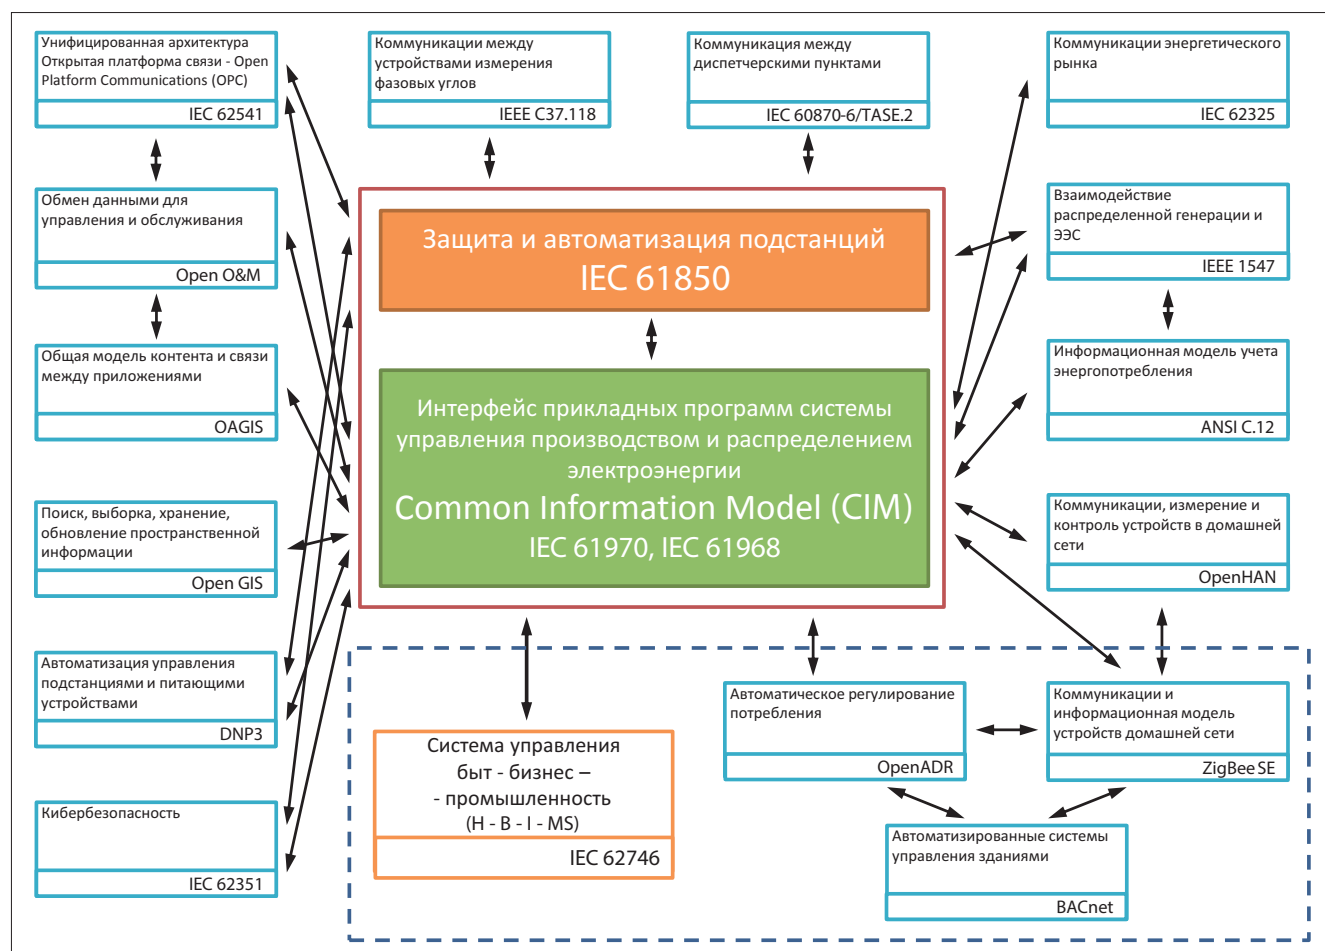 Унифицированная архитектура
Открытая платформа связи - Open
Platform Communications (OPC)
IEC 62541
Коммуникации между
устройствами измерения
фазовых углов
IEEE C37.118
Коммуникация между
диспетчерскими пунктами
IEC 60870-6/TASE.2
Коммуникации энергетического
рынка
IEC 62325
Обмен данными для
управления и обслуживания
Open O&M
Защита и автоматизация подстанций
IEC 61850
Взаимодействие
распределенной генерации и
ЭЭС
IEEE 1547
Общая модель контента и связи
между приложениями
OAGIS
Интерфейс прикладных программ системы
управления производством и распределением
электроэнергии
Common Information Model (CIM)
IEC 61970, IEC 61968
Информационная модель учета
энергопотребления
ANSI C.12
Поиск, выборка, хранение,
обновление пространственной
информации
Open GIS
Коммуникации, измерение и
контроль устройств в домашней
сети
OpenHAN
Автоматизация управления
подстанциями и питающими
устройствами
DNP3
Система управления
быт - бизнес –
- промышленность
(H - B - I - MS)
IEC 62746
Автоматическое регулирование
потребления
OpenADR
Коммуникации и
информационная модель
устройств домашней сети
ZigBee SE
Кибербезопасность
IEC 62351
Автоматизированные системы
управления зданиями
BACnet